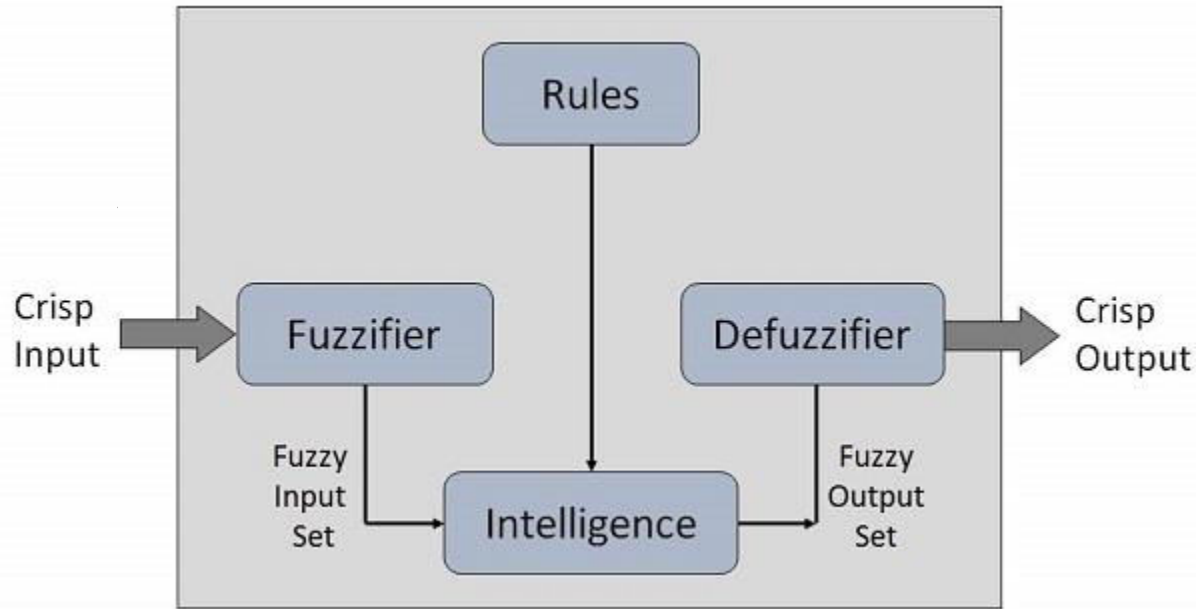 Rules
Crisp
Input
Fuzzifier
Defuzzifier
Crisp
Output
Fuzzy
Input
Set
Intelligence
Fuzzy
Output
Set